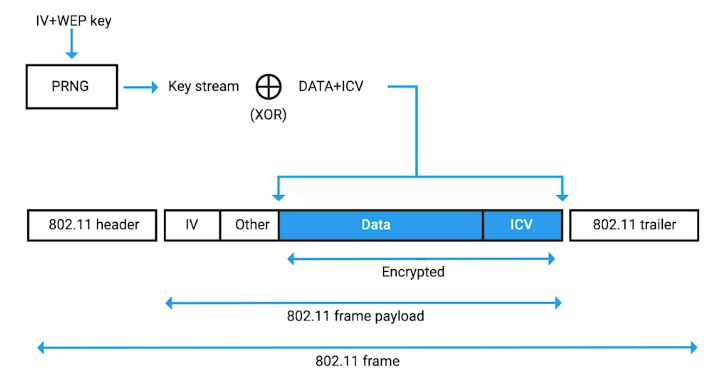 IV+WEP key
PRNG
Key stream
(XOR)
DATA+ICV
802.11 header
IV
Other
Data
ICV
802.11 trailer
Encrypted
802.11 frame payload
802.11 frame